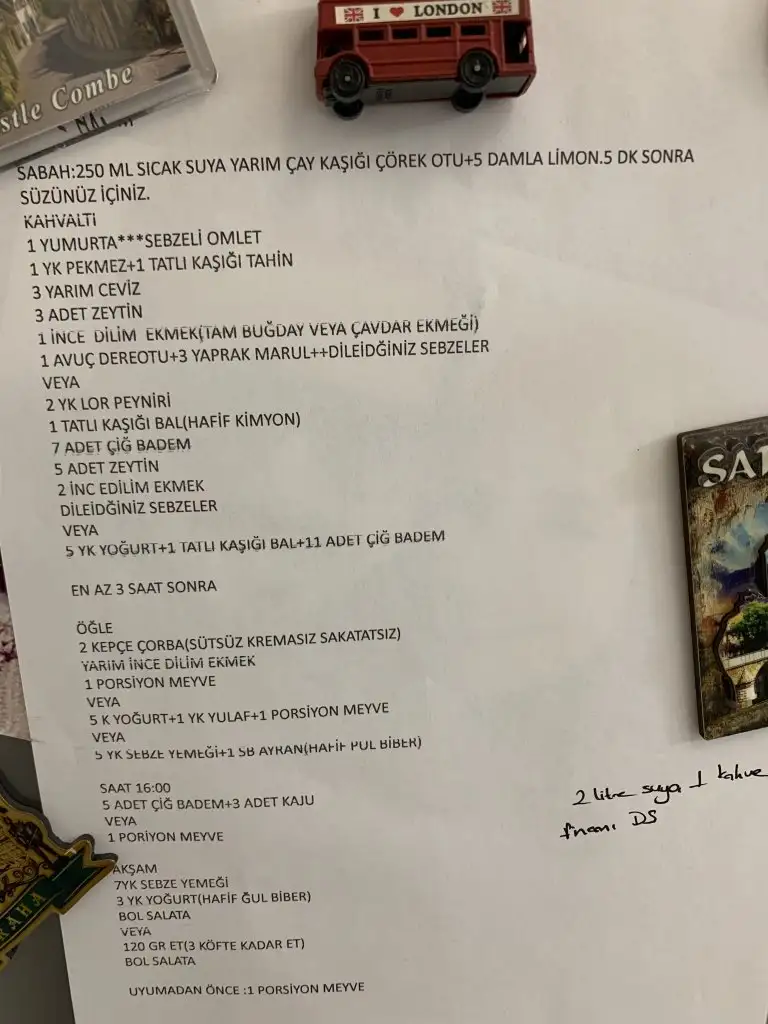 I ❤ LONDON
stle Combe
SABAH:250 ML SICAK SUYA YARIM ÇAY KAŞIĞI ÇÖREK OTU+5 DAMLA LİMON.5 DK SONRA
SÜZÜNÜZ İÇİNİZ.
KAHVALTI
1 YUMURTA***SEBZELİ OMLET
1 YK PEKMEZ+1 TATLI KAŞIĞI TAHİN
3 YARIM CEVİZ
3 ADET ZEYTİN
1 İNCE DİLİM EKMEK(TAM BUĞDAY VEYA ÇAVDAR EKMEĞİ)
1 AVUÇ DEREOTU+3 YAPRAK MARUL++DİLEİDĞİNİZ SEBZELER
VEYA
2 YK LOR PEYNİRİ
1 TATLI KAŞIĞI BAL(HAFİF KİMYON)
7 ADET ÇİĞ BADEM
5 ADET ZEYTİN
2 İNC EDİLİM EKMEK
DİLEİDĞİNİZ SEBZELER
VEYA
5 YK YOĞURT+1 TATLI KAŞIĞI BAL+11 ADET ÇİĞ BADEM
EN AZ 3 SAAT SONRA
ÖĞLE
2 KEPÇE ÇORBA(SÜTSÜZ KREMASIZ SAKATATSIZ)
YARIM İNCE DİLİM EKMEK
1 PORSİYON MEYVE
VEYA
5 K YOĞURT+1 YK YULAF+1 PORSİYON MEYVE
VEYA
5 YK SEBZE YEMEĞİ+1 SB AYRAN(HAFİF PUL BİBER)
SAAT 16:00
5 ADET ÇİĞ BADEM+3 ADET KAJU
VEYA
1 PORİYON MEYVE
2 litre suya 1 kahve
fincanı DS
AKŞAM
7YK SEBZE YEMEĞİ
3 YK YOĞURT(HAFİF ĞUL BİBER)
BOL SALATA
VEYA
120 GR ET(3 KÖFTE KADAR ET)
BOL SALATA
UYUMADAN ÖNCE :1 PORSİYON MEYVE
RAHA